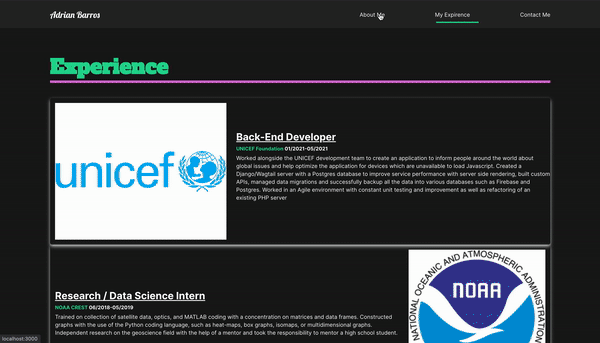 Adrian Barros
About Me
My Expirence
Contact Me
Experience
unicef
Back-End Developer
UNICEF Foundation 01/2021-05/2021
Worked alongside the UNICEF development team to create an application to inform people around the world about
global issues and help optimize the application for devices which are unavailable to load Javascript. Created a
Django/Wagtail server with a Postgres database to improve service performance with server side rendering, built custom
APIs, managed data migrations and successfully backup all the data into various databases such as Firebase and
Postgres. Worked in an Agile environment with constant unit testing and improvement as well as refactoring of an
existing PHP server
NATIONAL OCEANIC AND ATMOSPHERIC ADMINISTRATION
NOAA
Research / Data Science Intern
NOAA CREST 06/2018-05/2019
Trained on collection of satellite data, optics, and MATLAB coding with a concentration on matrices and data frames. Constructed
graphs with the use of the Python coding language, such as heat-maps, box graphs, isomaps, or multidimensional graphs.
Independent research on the geoscience field with the help of a mentor and took the responsibility to mentor a high school student.
localhost:3000